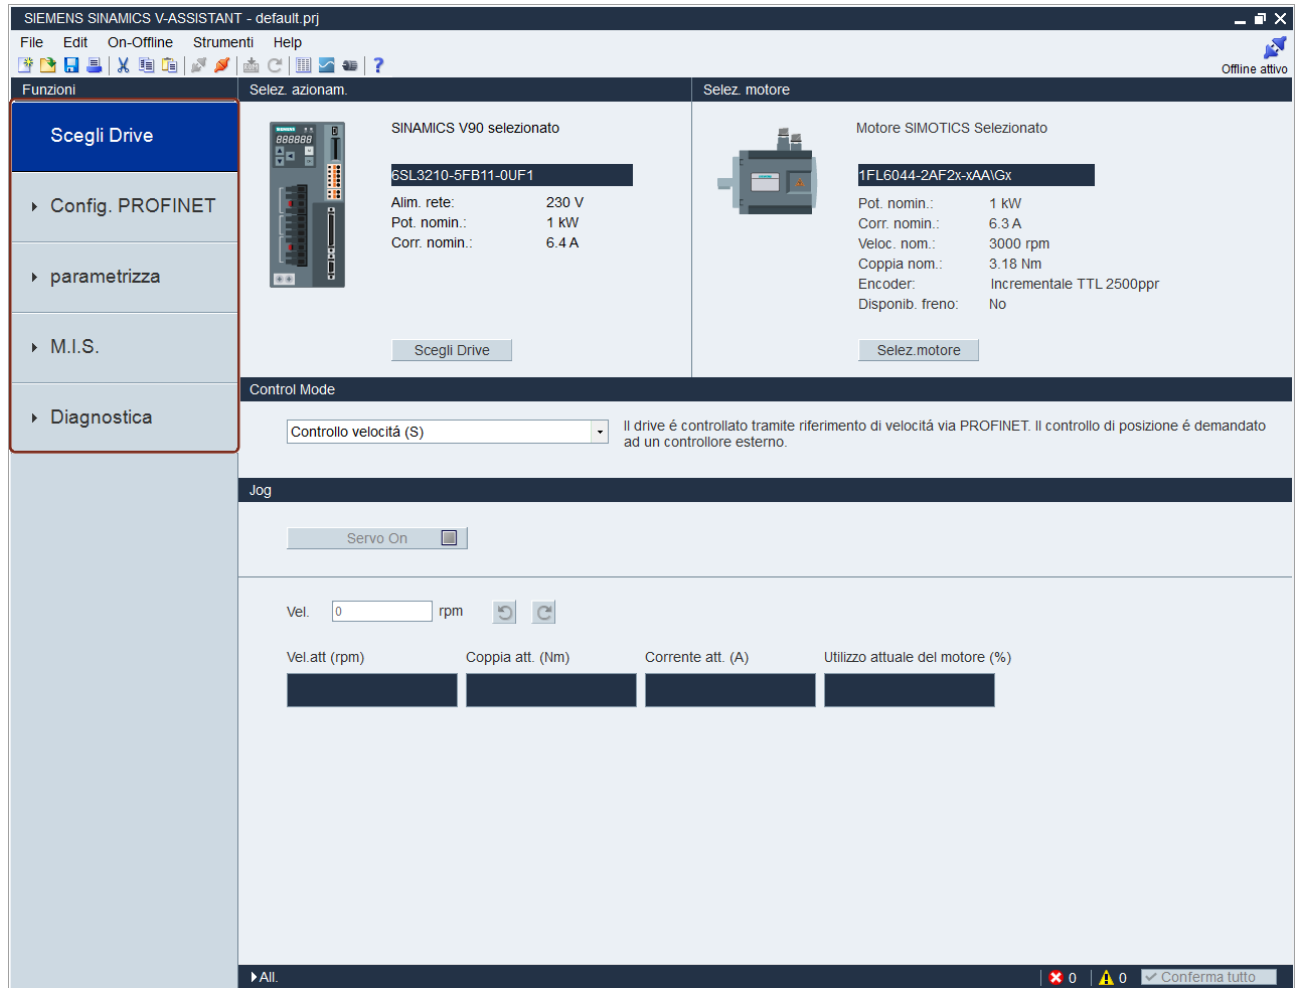 SIEMENS SINAMICS V-ASSISTANT - default.prj
File Edit On-Offline Strumenti Help
Offline attivo
Funzioni
Selez. azionam.
Selez. motore
Scegli Drive
Config. PROFINET
parametrizza
M.I.S.
Diagnostica
SINAMICS V90 selezionato
6SL3210-5FB11-0UF1
Alim. rete: 230 V
Pot. nomin.: 1 kW
Corr. nomin.: 6.4 A
Scegli Drive
Motore SIMOTICS Selezionato
1FL6044-2AF2x-xAA\Gx
Pot. nomin.: 1 kW
Corr. nomin.: 6.3 A
Veloc. nom.: 3000 rpm
Coppia nom.: 3.18 Nm
Encoder: Incrementale TTL 2500ppr
Disponib. freno: No
Selez.motore
Control Mode
Controllo velocitá (S)
Il drive é controllato tramite riferimento di velocitá via PROFINET. Il controllo di posizione é demandato
ad un controllore esterno.
Jog
Servo On
Vel. 0 rpm
Vel.att (rpm) Coppia att. (Nm) Corrente att. (A) Utilizzo attuale del motore (%)
All.
0 0 Conferma tutto